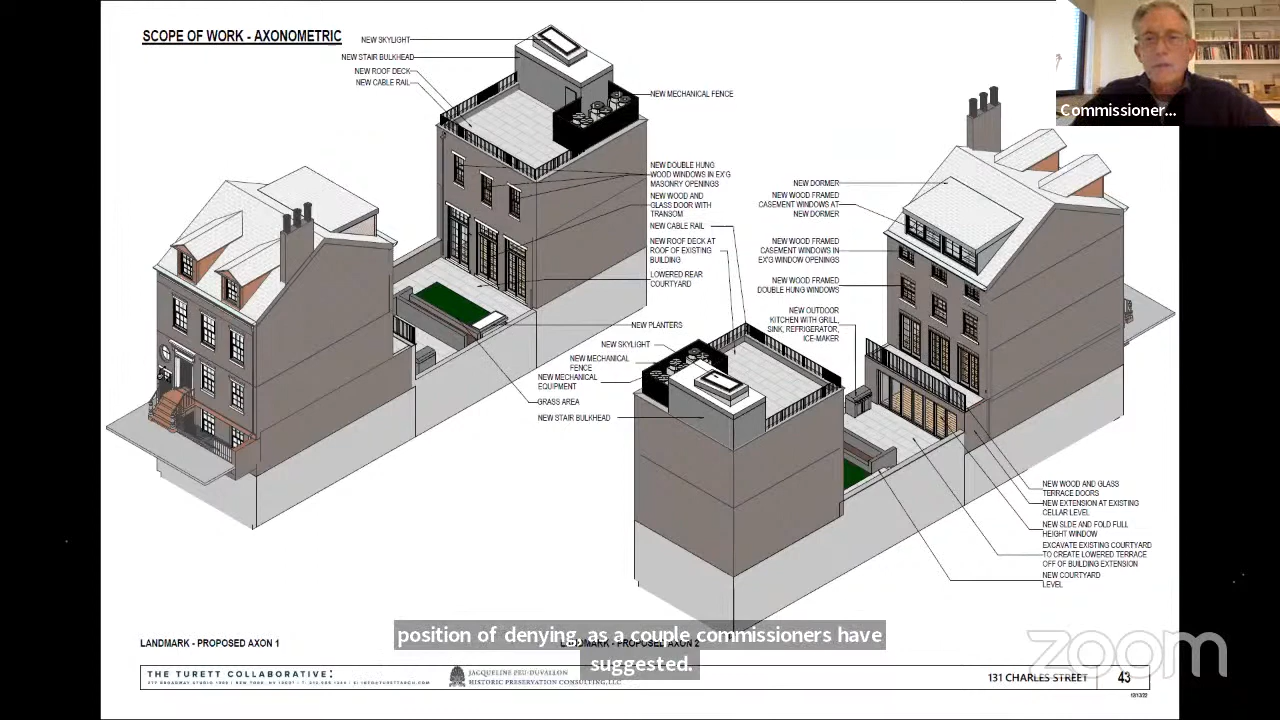 SCOPE OF WORK - AXONOMETRIC
NEW SKYLIGHT
NEW STAIR BULKHEAD
NEW ROOF DECK
NEW CABLE RAIL
NEW MECHANICAL FENCE
Commissioner...
NEW DOUBLE HUNG
WOOD WINDOWS IN EX'G
MASONRY OPENINGS
NEW WOOD AND
GLASS DOOR WITH
TRANSOM
NEW CABLE RAIL
NEW ROOF DECK AT
ROOF OF EXISTING
BUILDING
LOWERED REAR
COURTYARD
NEW PLANTERS
NEW SKYLIGHT
NEW MECHANICAL
FENCE
NEW MECHANICAL
EQUIPMENT
GRASS AREA
NEW STAIR BULKHEAD
NEW DORMER
NEW WOOD FRAMED
CASEMENT WINDOWS AT
NEW DORMER
NEW WOOD FRAMED
CASEMENT WINDOWS IN
EX'G WINDOW OPENINGS
NEW WOOD FRAMED
DOUBLE HUNG WINDOWS
NEW OUTDOOR
KITCHEN WITH GRILL,
SINK, REFRIGERATOR,
ICE-MAKER
NEW WOOD AND GLASS
TERRACE DOORS
NEW EXTENSION AT EXISTING
CELLAR LEVEL
NEW SLDE AND FOLD FULL
HEIGHT WINDOW
EXCAVATE EXISTING COURTYARD
TO CREATE LOWERED TERRACE
OFF OF BUILDING EXTENSION
NEW COURTYARD
LEVEL
position of denying, as a couple commissioners have
suggested.
LANDMARK - PROPOSED AXON 1
zoom
THE TURETT COLLABORATIVE:
JACQUELINE PEU-DUVALLON
HISTORIC PRESERVATION CONSULTING, LLC
131 CHARLES STREET
43